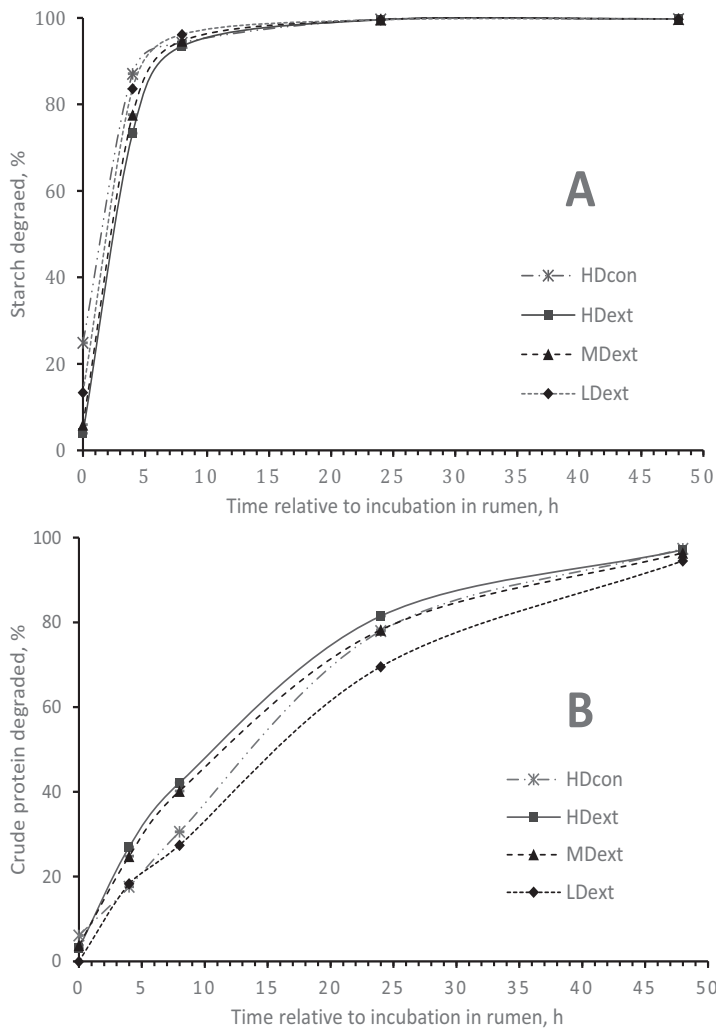 100
80
60
40
20
0
Starch degraed, %
A
HDcon
HDext
MDext
LDext
0 5 10 15 20 25 30 35 40 45 50
Time relative to incubation in rumen, h
100
80
60
40
20
0
Crude protein degraded, %
B
HDcon
HDext
MDext
LDext
0 5 10 15 20 25 30 35 40 45 50
Time relative to incubation in rumen, h